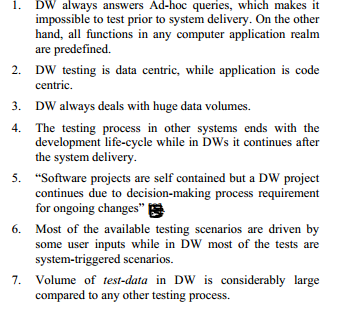 1. DW always answers Ad-hoc queries, which makes it
impossible to test prior to system delivery. On the other
hand, all functions in any computer application realm
are predefined.
2. DW testing is data centric, while application is code
centric.
3. DW always deals with huge data volumes.
4. The testing process in other systems ends with the
development life-cycle while in DWs it continues after
the system delivery.
5. “Software projects are self contained but a DW project
continues due to decision-making process requirement
for ongoing changes”
6. Most of the available testing scenarios are driven by
some user inputs while in DW most of the tests are
system-triggered scenarios.
7. Volume of test-data in DW is considerably large
compared to any other testing process.